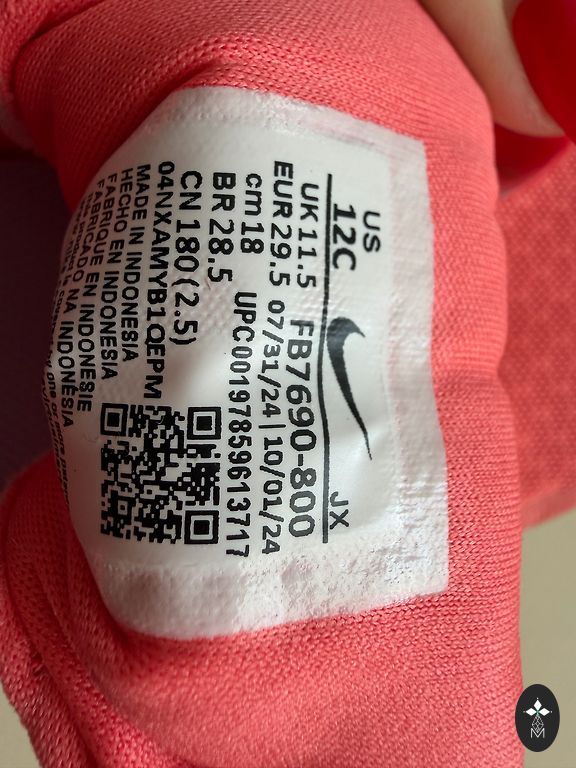 US
12C
JX
UK 11.5 FB7690-800
EUR 29.5 07/31/24 | 10/01/24
cm 18 UPC00197859613717
BR 28.5
CN 180 (2.5)
04NXAMYB1QEPM
MADE IN INDONESIA
HECHO EN INDONESIA
FABRIQUE EN INDONESIE
FABRICADO NA INDONÉSIA
M